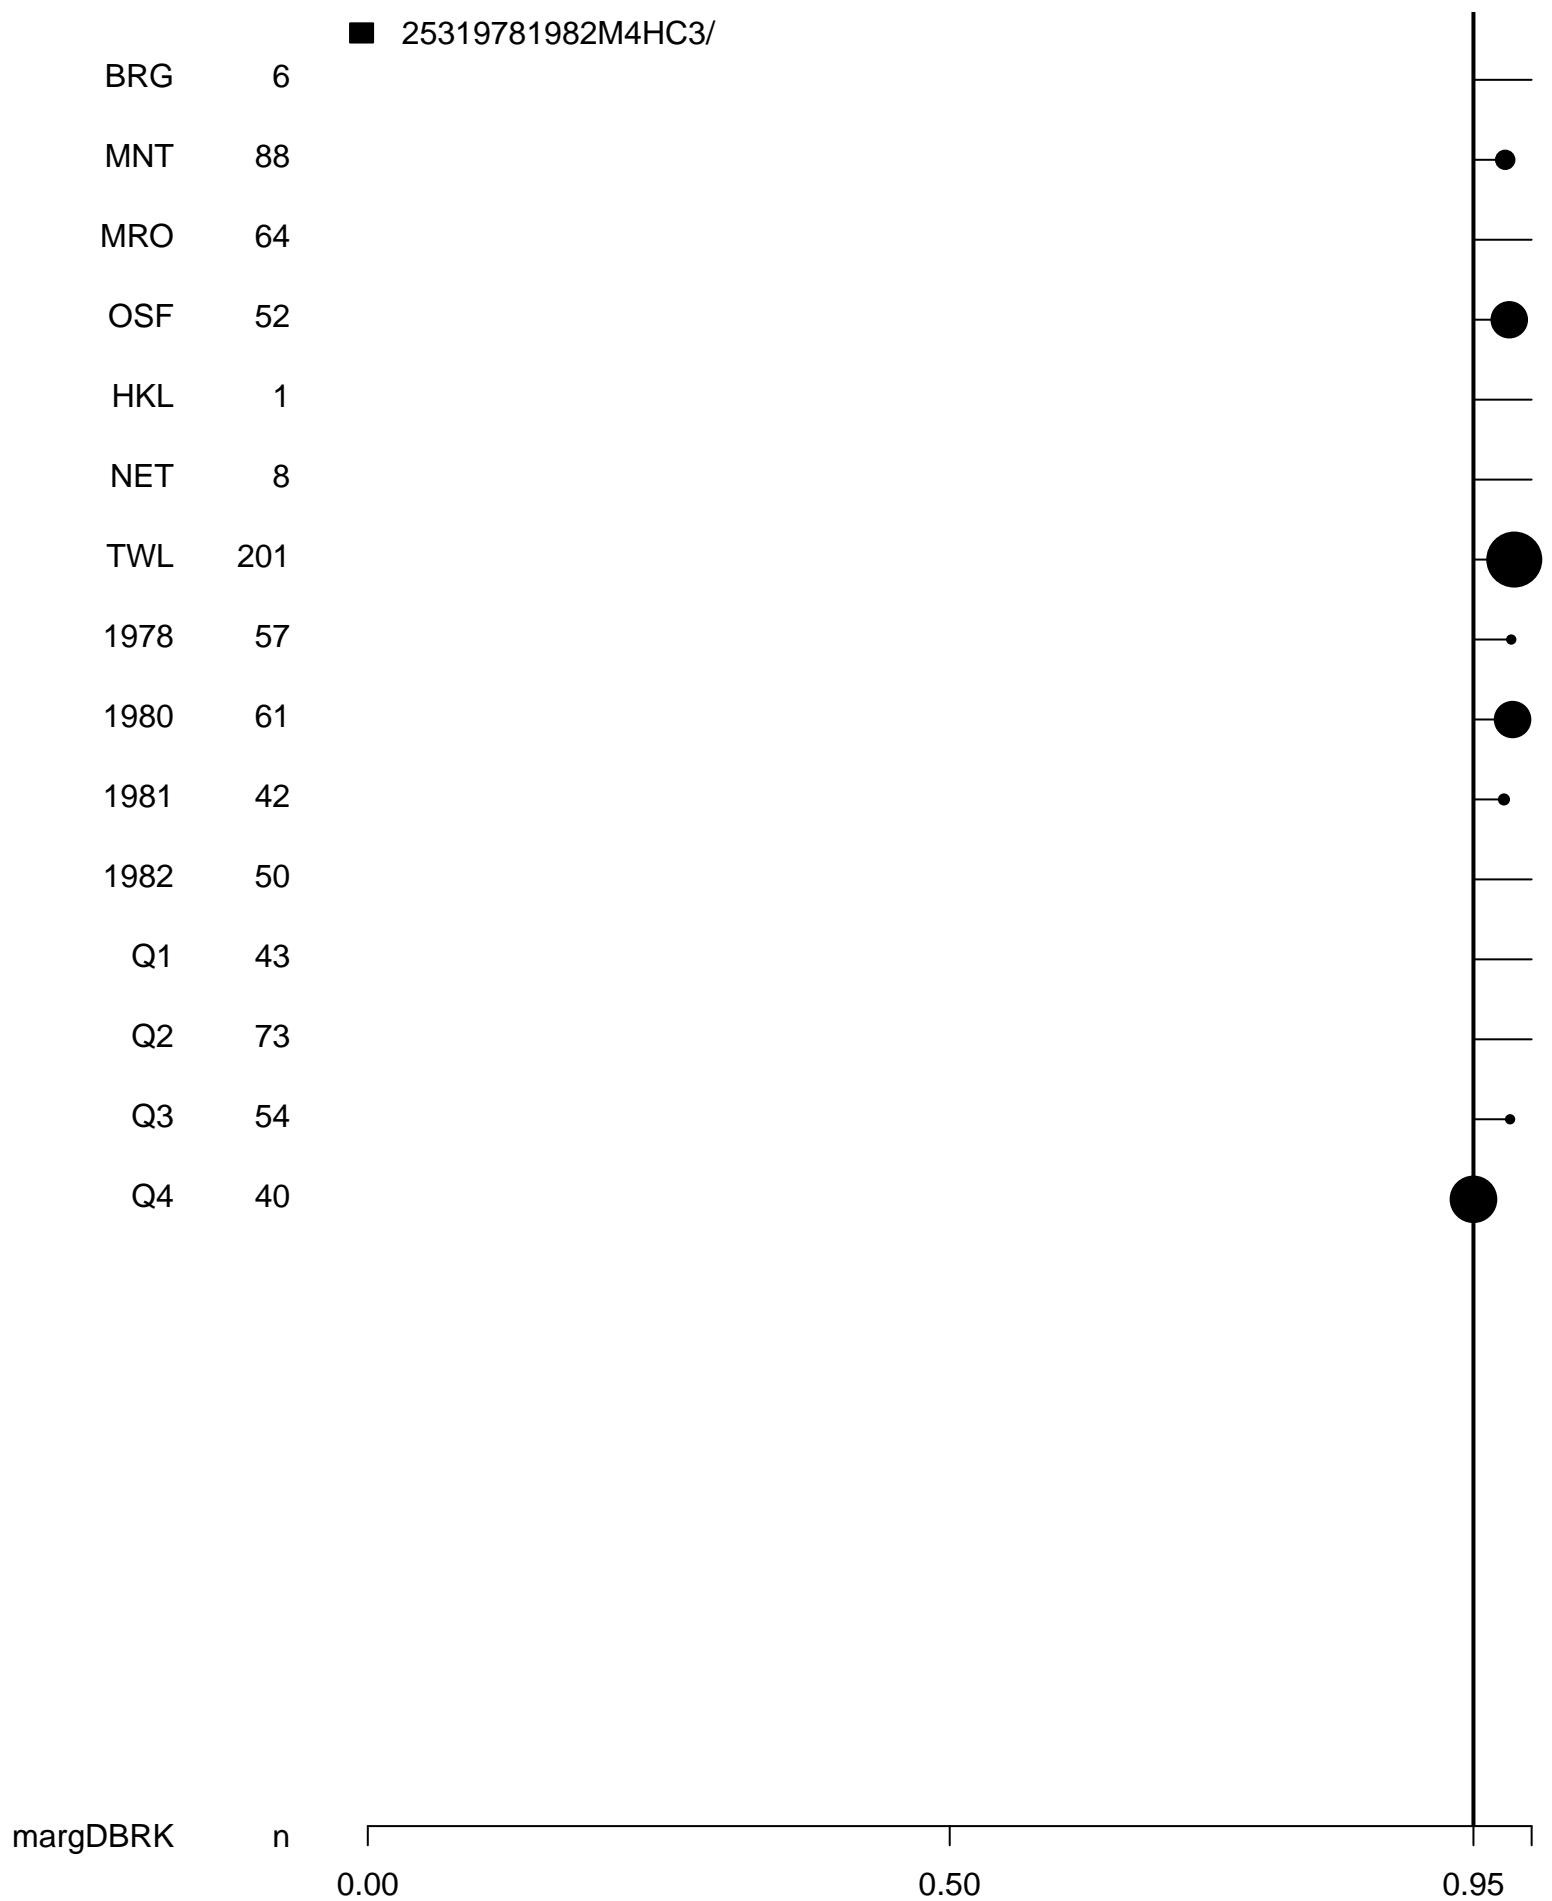 25319781982M4HC3/
BRG 6
MNT 88
MRO 64
OSF 52
HKL 1
NET 8
TWL 201
1978 57
1980 61
1981 42
1982 50
Q1 43
Q2 73
Q3 54
Q4 40
margDBRK n
0.00 0.50 0.95